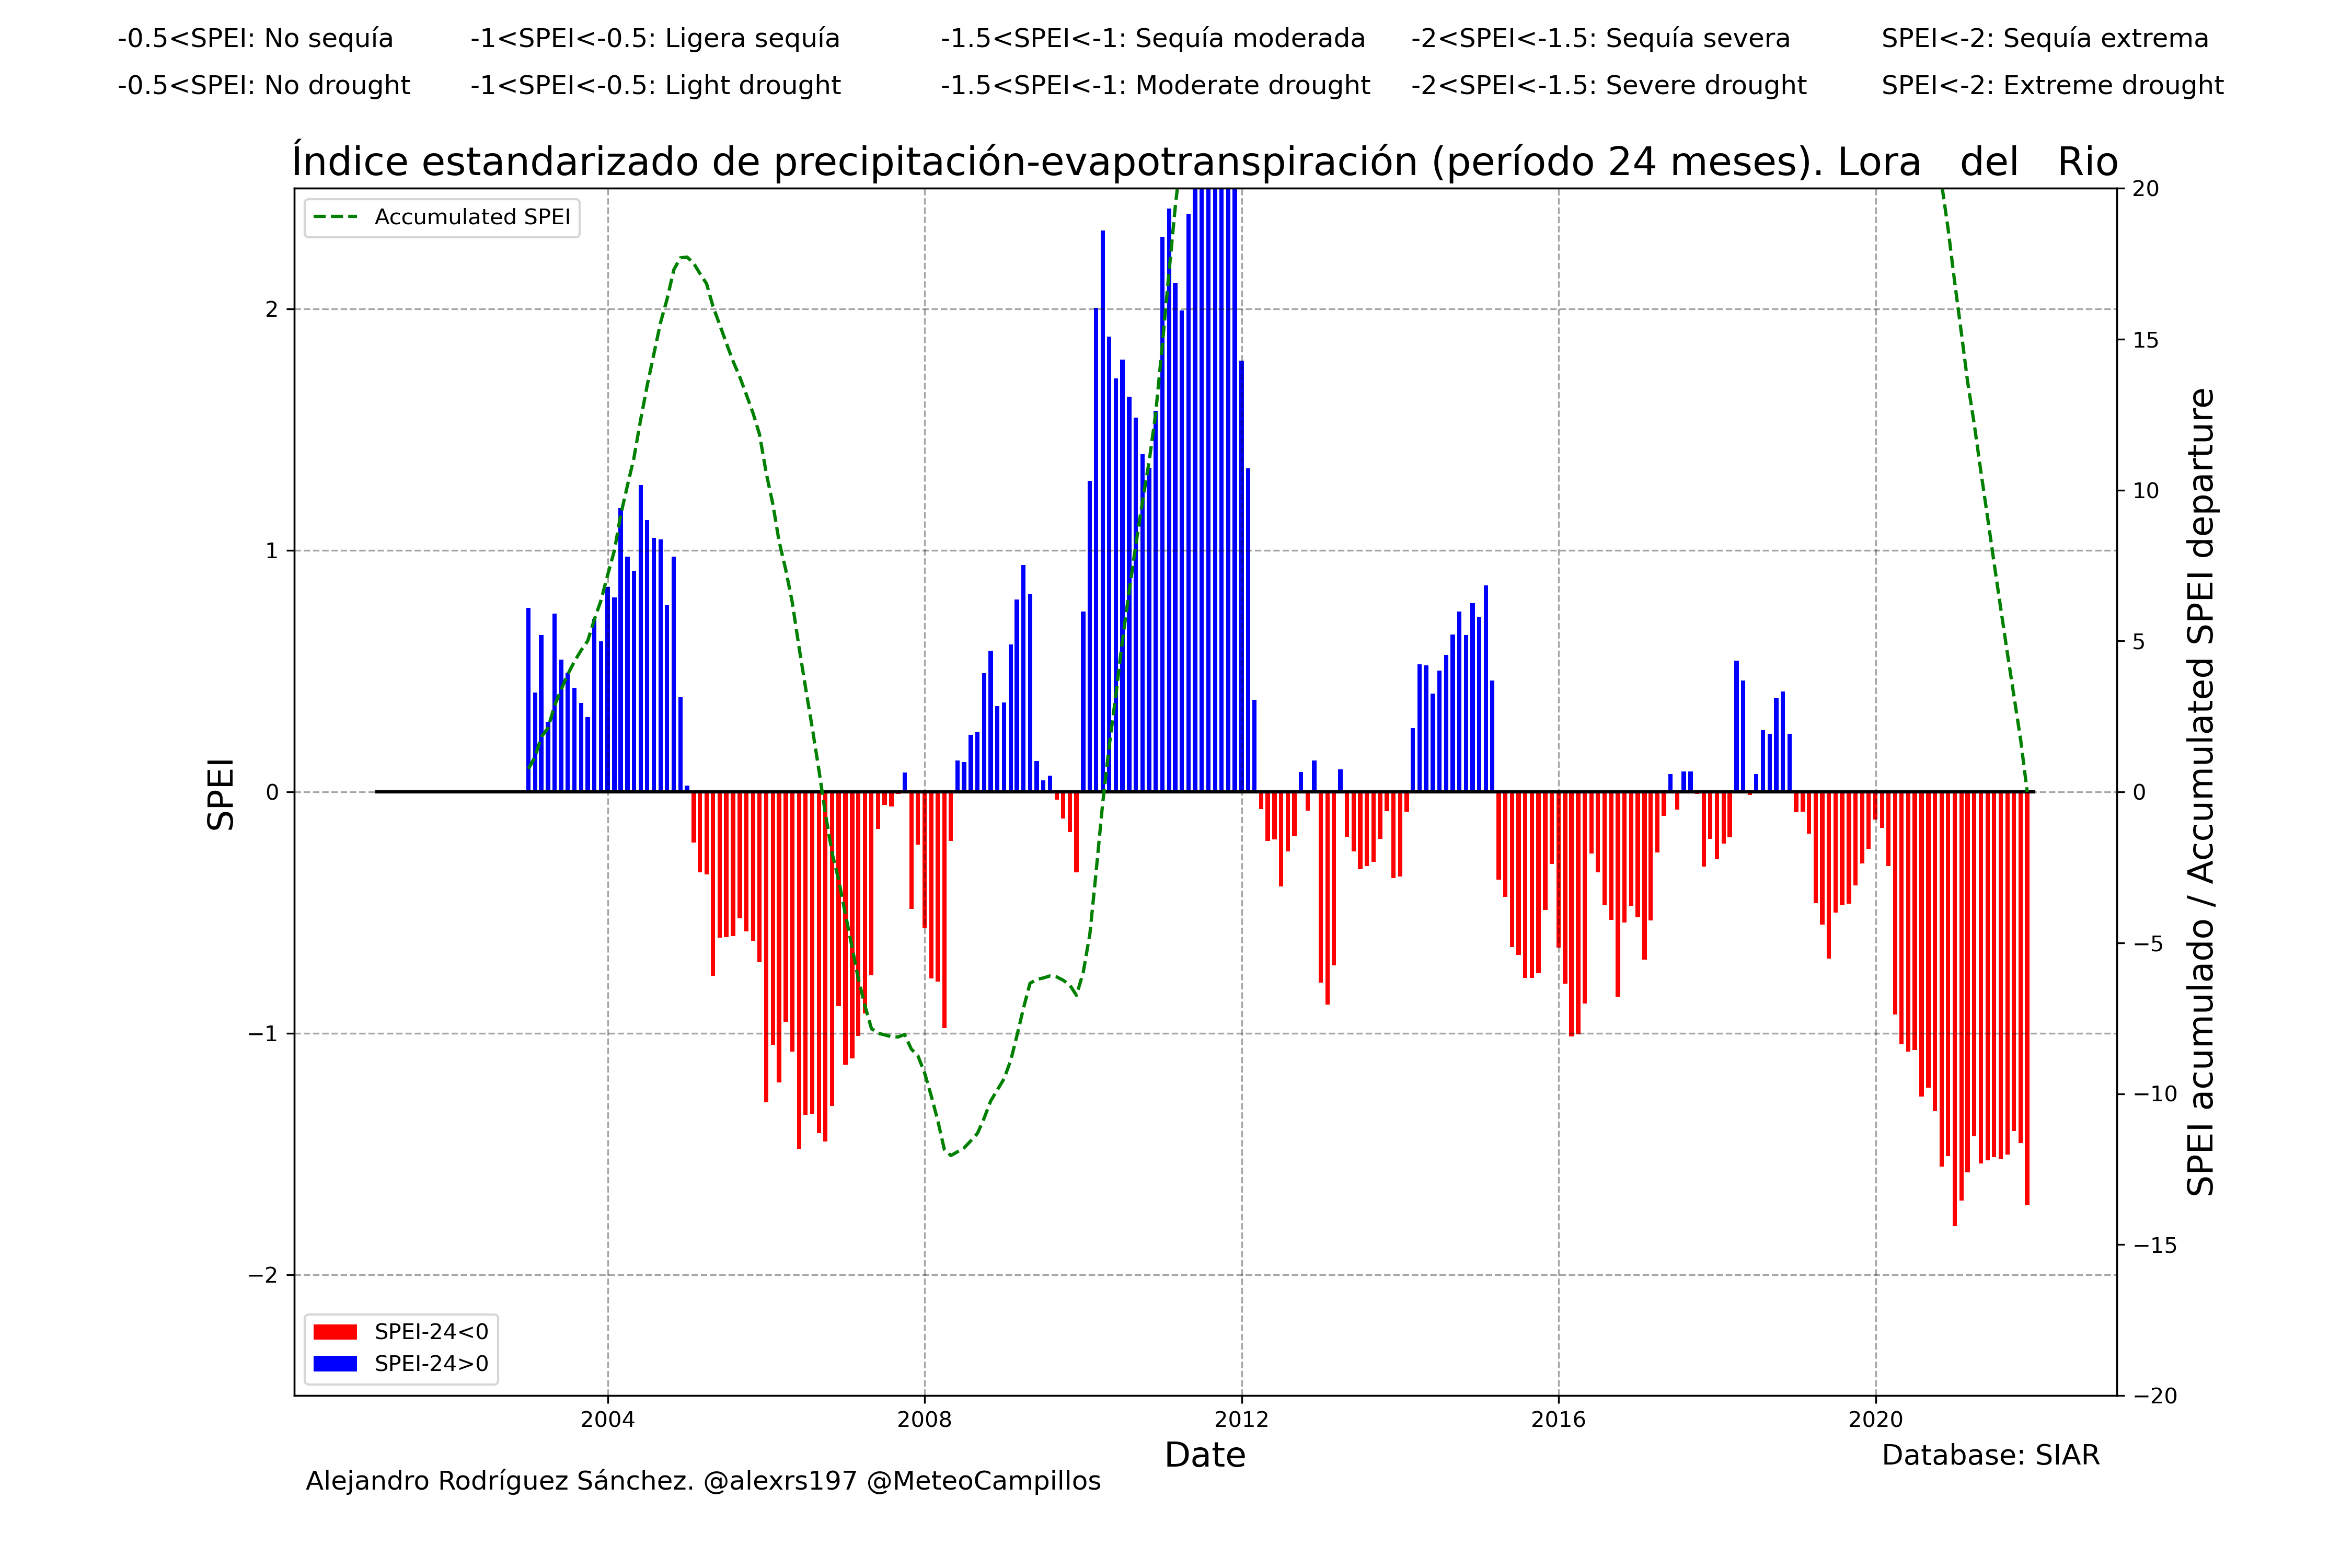 -0.5<SPEI: No sequía -1<SPEI<-0.5: Ligera sequía -1.5<SPEI<-1: Sequía moderada -2<SPEI<-1.5: Sequía severa SPEI<-2: Sequía extrema
-0.5<SPEI: No drought -1<SPEI<-0.5: Light drought -1.5<SPEI<-1: Moderate drought -2<SPEI<-1.5: Severe drought SPEI<-2: Extreme drought
Índice estandarizado de precipitación-evapotranspiración (período 24 meses). Lora del Rio
Accumulated SPEI
SPEI
2
1
0
−1
−2
20
15
10
5
0
−5
−10
−15
−20
SPEI acumulado / Accumulated SPEI departure
SPEI-24<0
SPEI-24>0
2004 2008 2012 2016 2020
Date
Database: SIAR
Alejandro Rodríguez Sánchez. @alexrs197 @MeteoCampillos